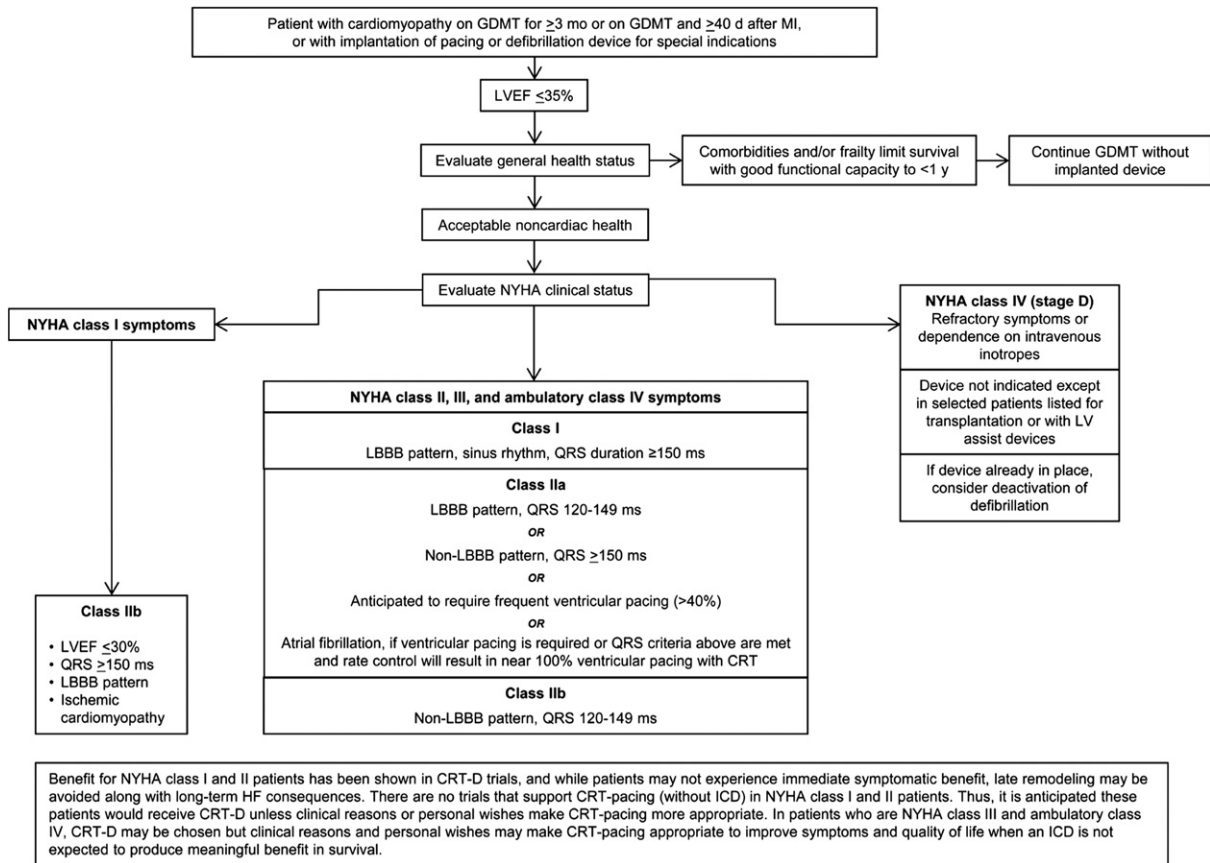 Patient with cardiomyopathy on GDMT for ≥3 mo or on GDMT and ≥40 d after MI,
or with implantation of pacing or defibrillation device for special indications
LVEF ≤35%
Evaluate general health status
Comorbidities and/or frailty limit survival
with good functional capacity to <1 y
Continue GDMT without
implanted device
Acceptable noncardiac health
Evaluate NYHA clinical status
NYHA class I symptoms
Class IIb
• LVEF ≤30%
• QRS ≥150 ms
• LBBB pattern
• Ischemic
cardiomyopathy
NYHA class II, III, and ambulatory class IV symptoms
Class I
LBBB pattern, sinus rhythm, QRS duration ≥150 ms
Class IIa
LBBB pattern, QRS 120-149 ms
OR
Non-LBBB pattern, QRS ≥150 ms
OR
Anticipated to require frequent ventricular pacing (>40%)
OR
Atrial fibrillation, if ventricular pacing is required or QRS criteria above are met
and rate control will result in near 100% ventricular pacing with CRT
Class IIb
Non-LBBB pattern, QRS 120-149 ms
NYHA class IV (stage D)
Refractory symptoms or
dependence on intravenous
inotropes
Device not indicated except
in selected patients listed for
transplantation or with LV
assist devices
If device already in place,
consider deactivation of
defibrillation
Benefit for NYHA class I and II patients has been shown in CRT-D trials, and while patients may not experience immediate symptomatic benefit, late remodeling may be
avoided along with long-term HF consequences. There are no trials that support CRT-pacing (without ICD) in NYHA class I and II patients. Thus, it is anticipated these
patients would receive CRT-D unless clinical reasons or personal wishes make CRT-pacing more appropriate. In patients who are NYHA class III and ambulatory class
IV, CRT-D may be chosen but clinical reasons and personal wishes may make CRT-pacing appropriate to improve symptoms and quality of life when an ICD is not
expected to produce meaningful benefit in survival.